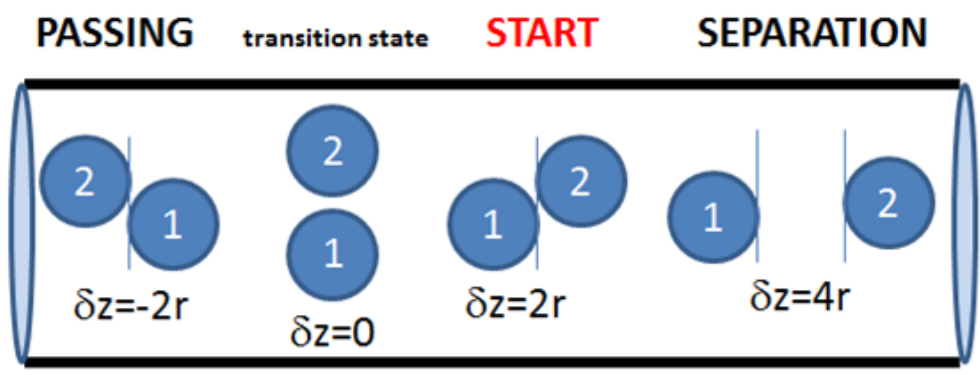 PASSING transition state START SEPARATION
2 1 2 1 1 2 1 2
δz=-2r δz=0 δz=2r δz=4r